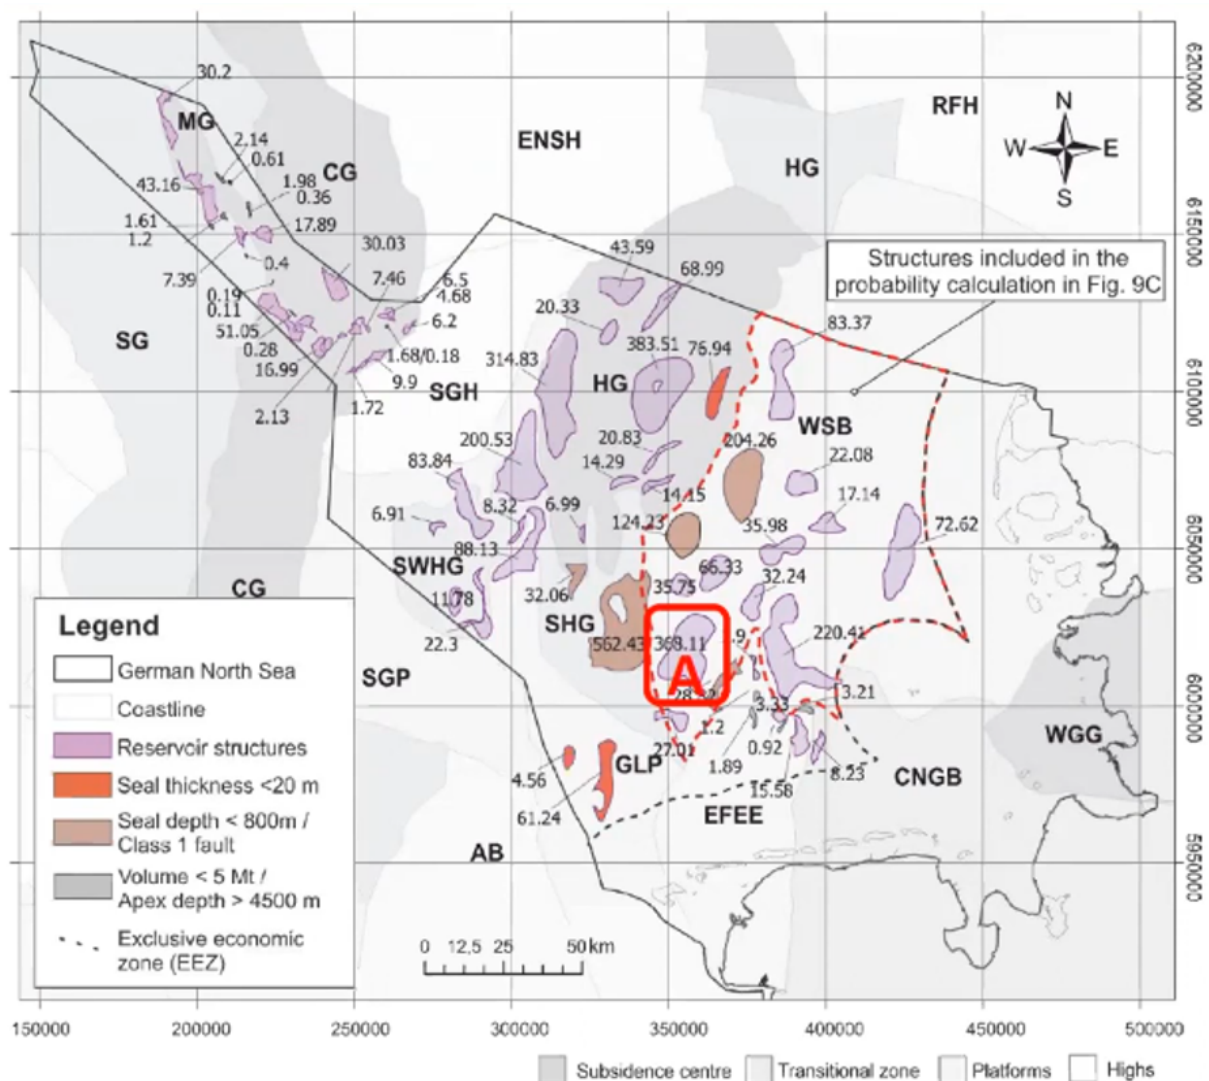 30.2
MG
2.14
0.61
ENSH
RFH
N
W
E
S
CG
HG
43.16
1.98
0.36
1.61
1.2
17.89
7.39
0.4
30.03
7.46
6.5
4.68
6.2
43.59
68.99
Structures included in the
probability calculation in Fig. 9C
0.19
0.11
51.05
0.28
16.99
SG
1.68/0.18
9.9
SGH
1.72
2.13
20.33
314.83
383.51
76.94
83.37
HG
WSB
200.53
20.83
14.29
14.15
204.26
22.08
17.14
83.84
8.32
6.99
6.91
124.23
35.98
72.62
88.13
SWHG
66.33
35.75
32.24
CG
11.78
32.06
SHG
562.43
A
.9
220.41
22.3
SGP
3.21
3.33
1.2
27.01
0.92
1.89
GLP
4.56
61.24
15.58
8.23
CNGB
WGG
EFEE
AB
Legend
German North Sea
Coastline
Reservoir structures
Seal thickness <20 m
Seal depth < 800m /
Class 1 fault
Volume < 5 Mt /
Apex depth > 4500 m
Exclusive economic
zone (EEZ)
0 12,5 25 50 km
6200000
6150000
6100000
6050000
6000000
5950000
150000 200000 250000 300000 350000 400000 450000 500000
Subsidence centre Transitional zone Platforms Highs